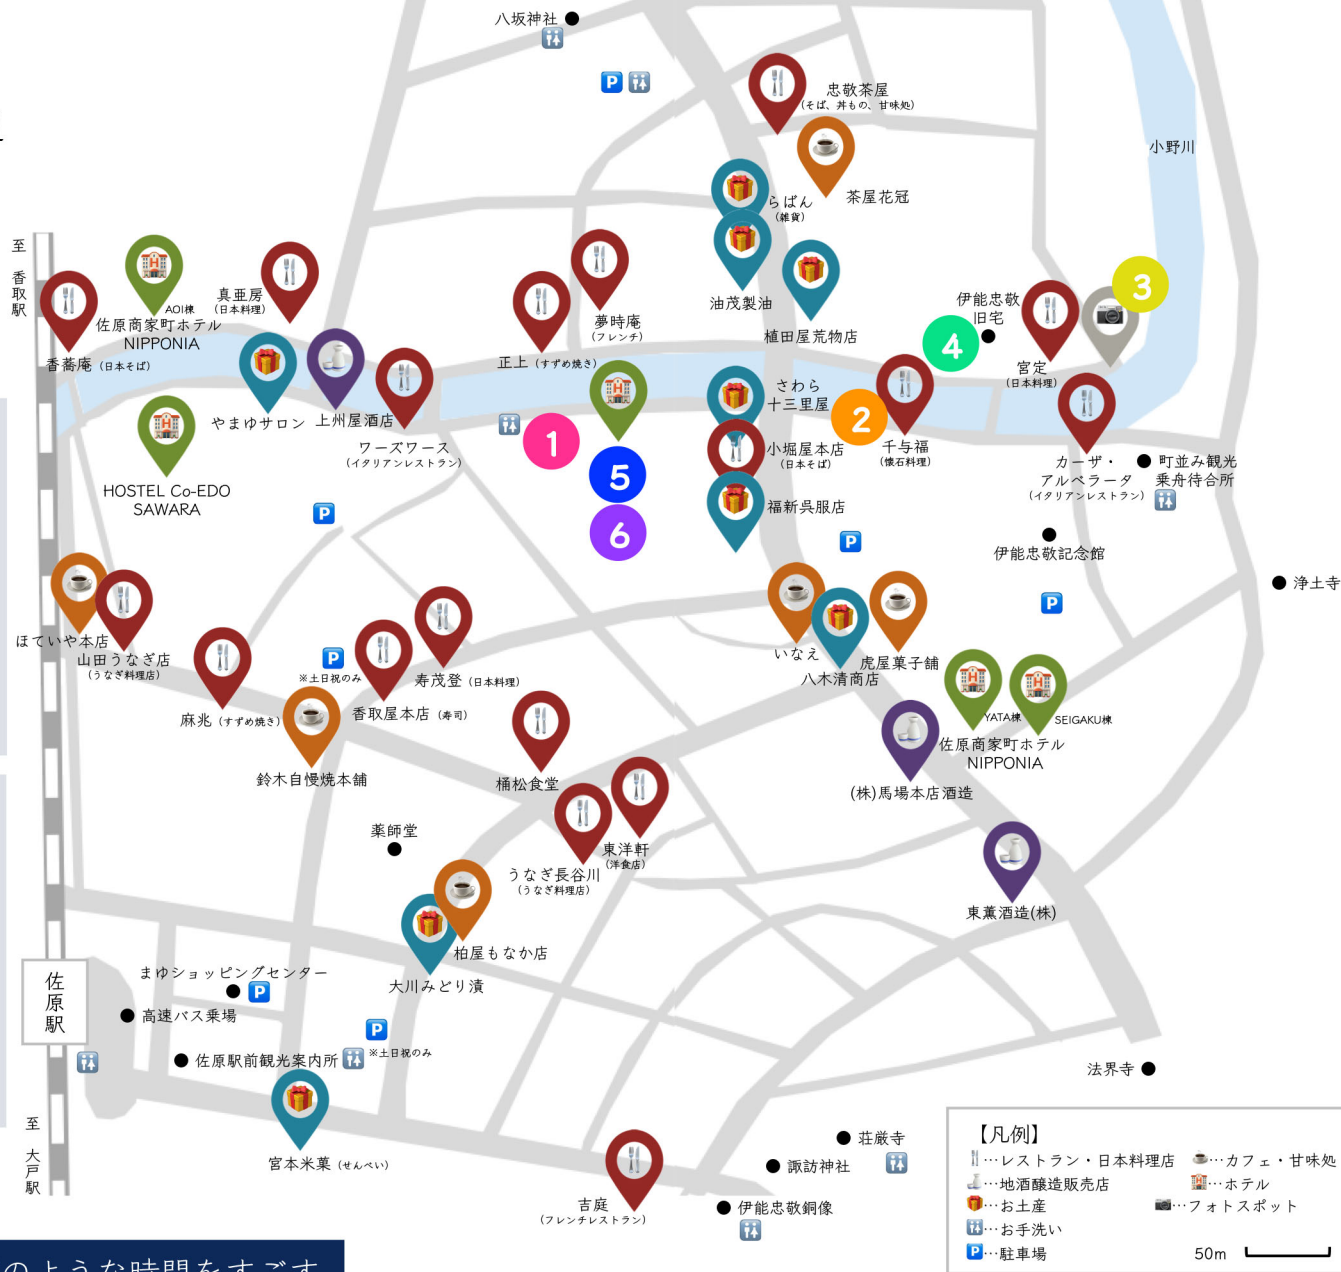 八坂神社
P
忠敬茶屋
(そば、丼もの、甘味処)
小野川
茶屋花冠
らばん
(雑貨)
至 香取駅
AOI棟
佐原商家町ホテル
NIPPONIA
真亜房
(日本料理)
夢時庵
(フレンチ)
油茂製油
植田屋荒物店
伊能忠敬
旧宅
3
4
宮定
(日本料理)
香蕎庵 (日本そば)
正上 (すずめ焼き)
やまゆサロン
上州屋酒店
ワーズワース
(イタリアンレストラン)
さわら
十三里屋
2
千与福
(懐石料理)
1
小堀屋本店
(日本そば)
カーザ・
アルベラータ
(イタリアンレストラン)
町並み観光
乗舟待合所
HOSTEL Co-EDO
SAWARA
5
6
福新呉服店
P
P
伊能忠敬記念館
浄土寺
P
ほていや本店
山田うなぎ店
(うなぎ料理店)
P
※土日祝のみ
寿茂登 (日本料理)
いなえ
虎屋菓子舗
八木清商店
麻兆 (すずめ焼き)
香取屋本店 (寿司)
YATA棟
SEIGAKU棟
佐原商家町ホテル
NIPPONIA
鈴木自慢焼本舗
桶松食堂
(株)馬場本店酒造
薬師堂
東洋軒
(洋食店)
うなぎ長谷川
(うなぎ料理店)
東薫酒造(株)
柏屋もなか店
大川みどり漬
まゆショッピングセンター
P
佐原駅
高速バス乗場
P
※土日祝のみ
佐原駅前観光案内所
法界寺
至 大戸駅
宮本米菓 (せんべい)
荘厳寺
諏訪神社
吉庭
(フレンチレストラン)
伊能忠敬銅像
【凡例】
…レストラン・日本料理店
…カフェ・甘味処
…地酒醸造販売店
…ホテル
…お土産
…フォトスポット
…お手洗い
P…駐車場
50m
のような時間をすごす